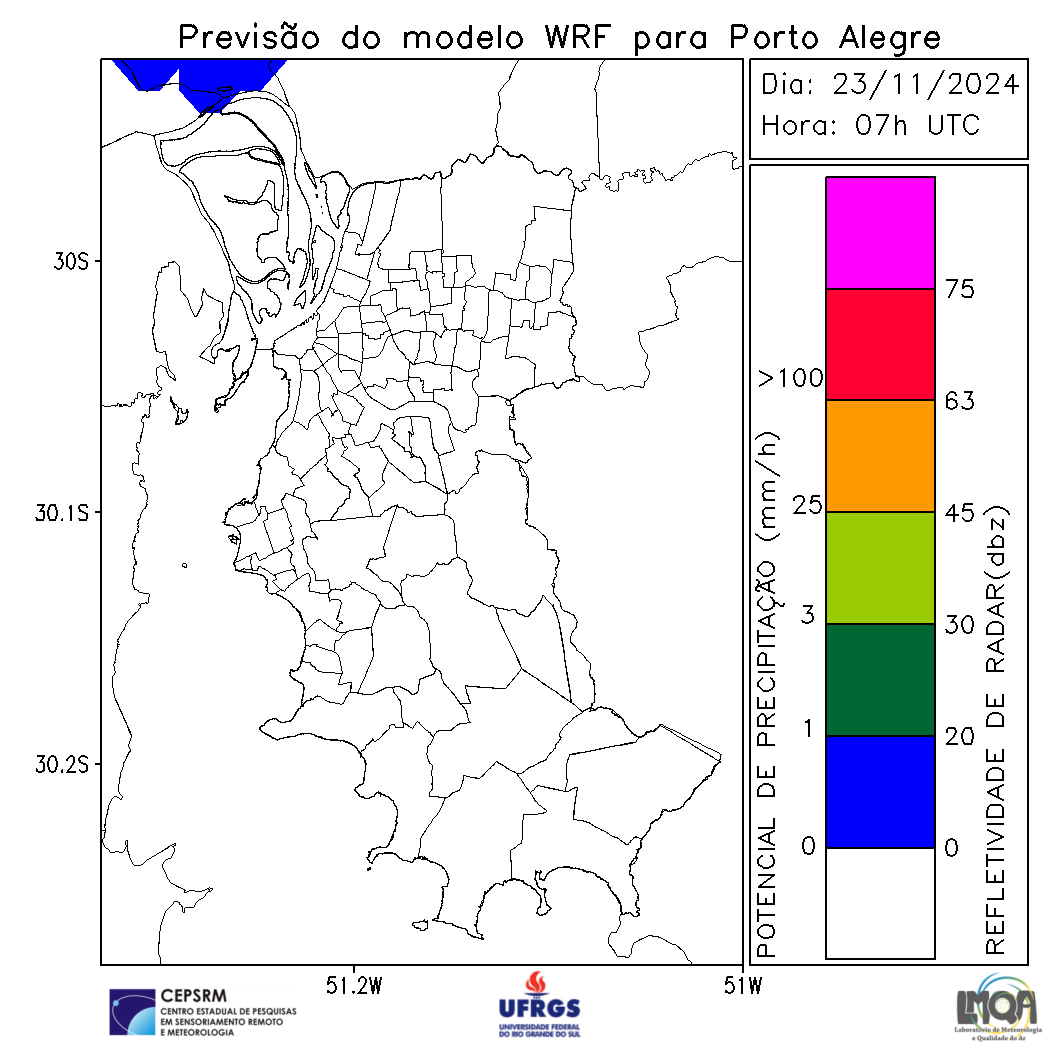 Previsão do modelo WRF para Porto Alegre
Dia: 23/11/2024
Hora: 07h UTC
30S
30.1S
30.2S
51.2W
51W
POTENCIAL DE PRECIPITAÇÃO (mm/h)
>100
25
3
1
0
75
63
45
30
20
0
REFLETIVIDADE DE RADAR(dbz)
CEPSRM
CENTRO ESTADUAL DE PESQUISAS
EM SENSORIAMENTO REMOTO
E METEOROLOGIA
UFRGS
UNIVERSIDADE FEDERAL
DO RIO GRANDE DO SUL
LMQA
Laboratório de Meteorologia
e Qualidade do Ar